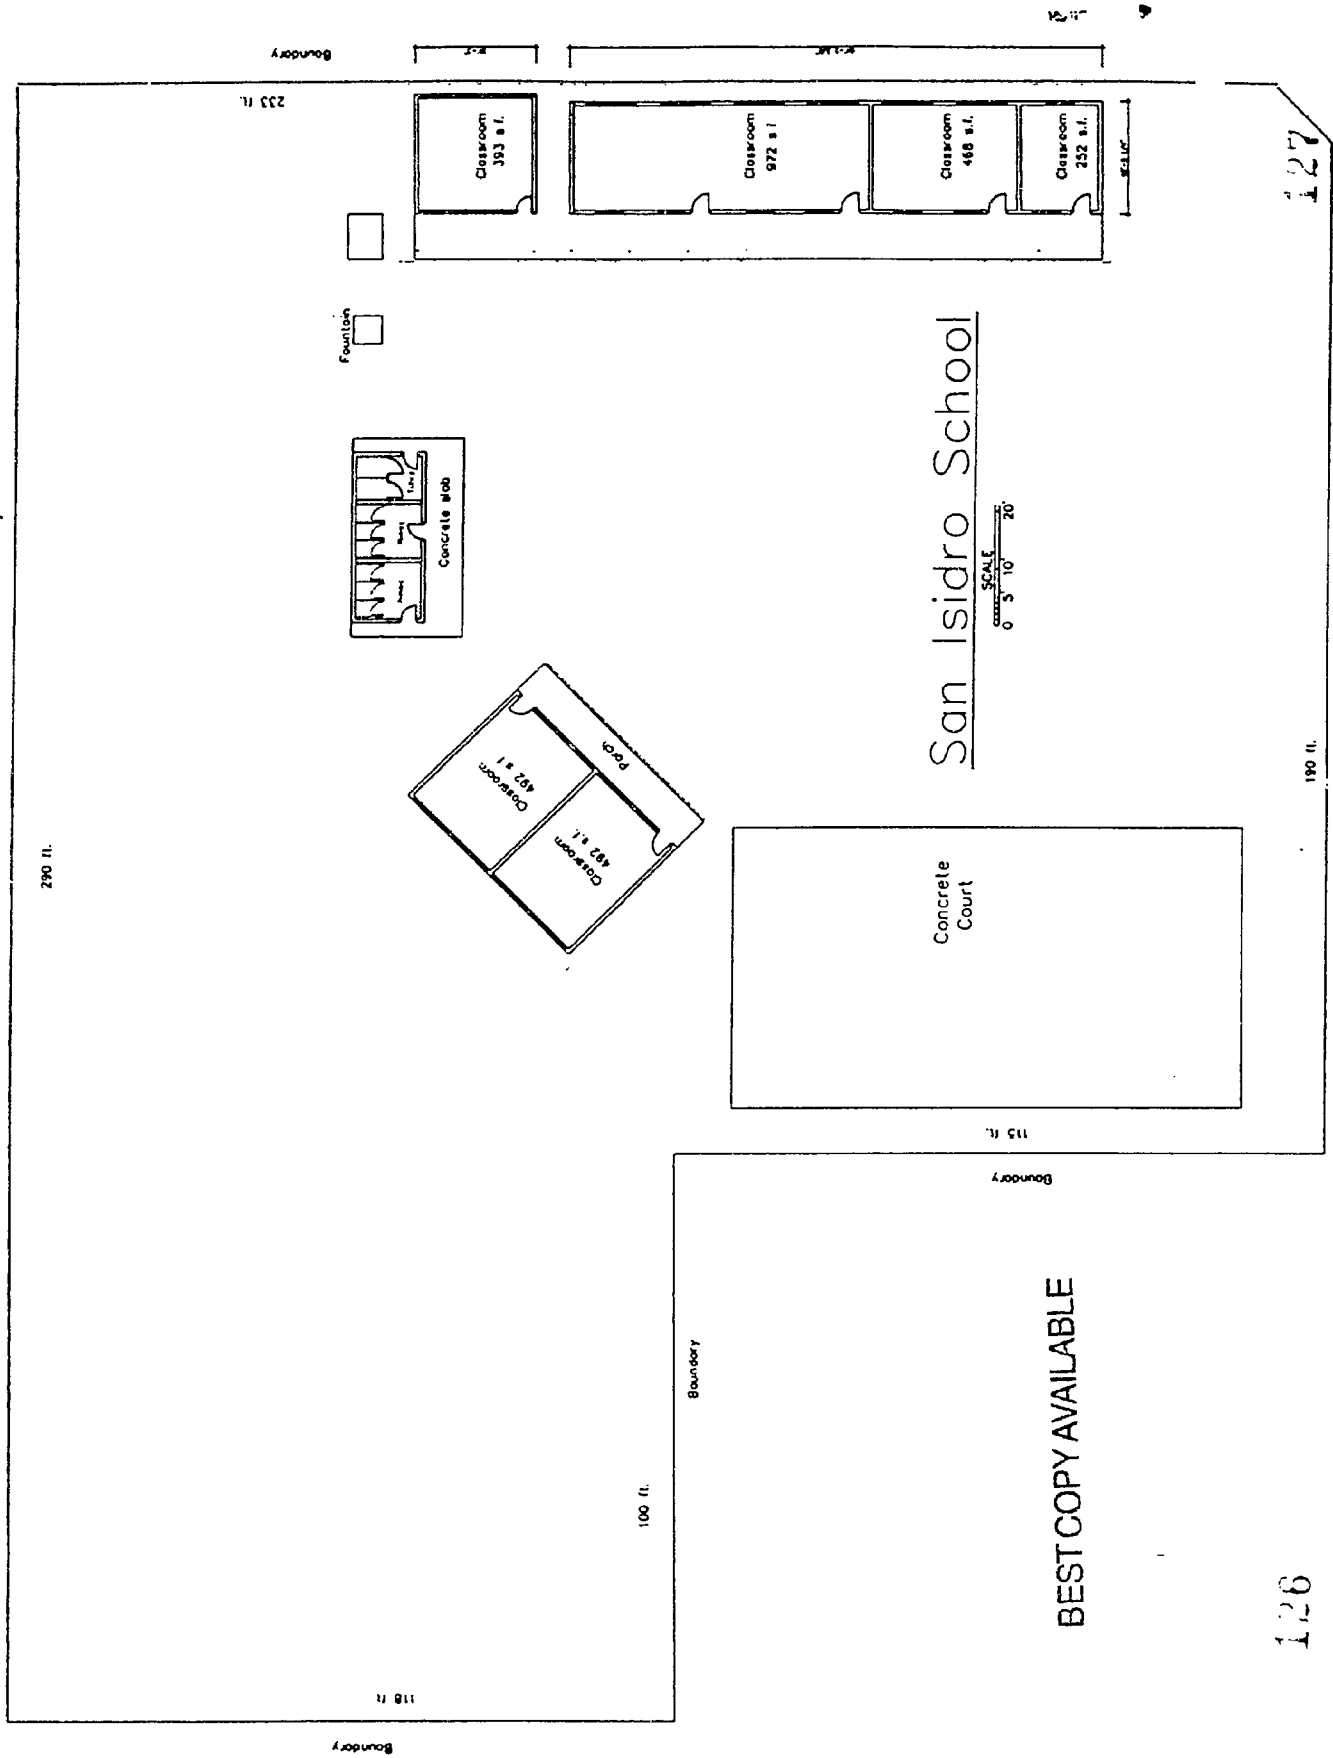 Boundary
233 ft.
Classroom
393 s.f.
Classroom
972 s.f
Classroom
468 s.f.
Classroom
252 s.f.
127
Fountain
Concrete slab
San Isidro School
SCALE
0 5' 10' 20'
Classroom
492 s.f
Classroom
492 s.f.
Porch
290 ft.
190 ft.
Concrete
Court
115 ft.
Boundary
Boundary
100 ft.
118 ft
Boundary
BEST COPY AVAILABLE
126